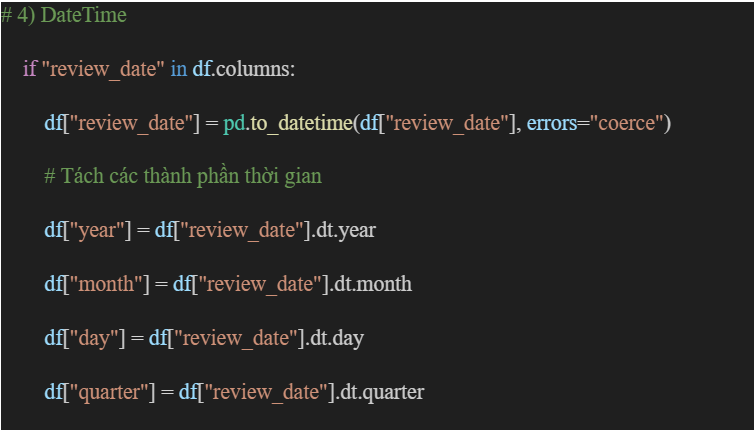 # 4) DateTime
if "review_date" in df.columns:
df["review_date"] = pd.to_datetime(df["review_date"], errors="coerce")
# Tách các thành phần thời gian
df["year"] = df["review_date"].dt.year
df["month"] = df["review_date"].dt.month
df["day"] = df["review_date"].dt.day
df["quarter"] = df["review_date"].dt.quarter